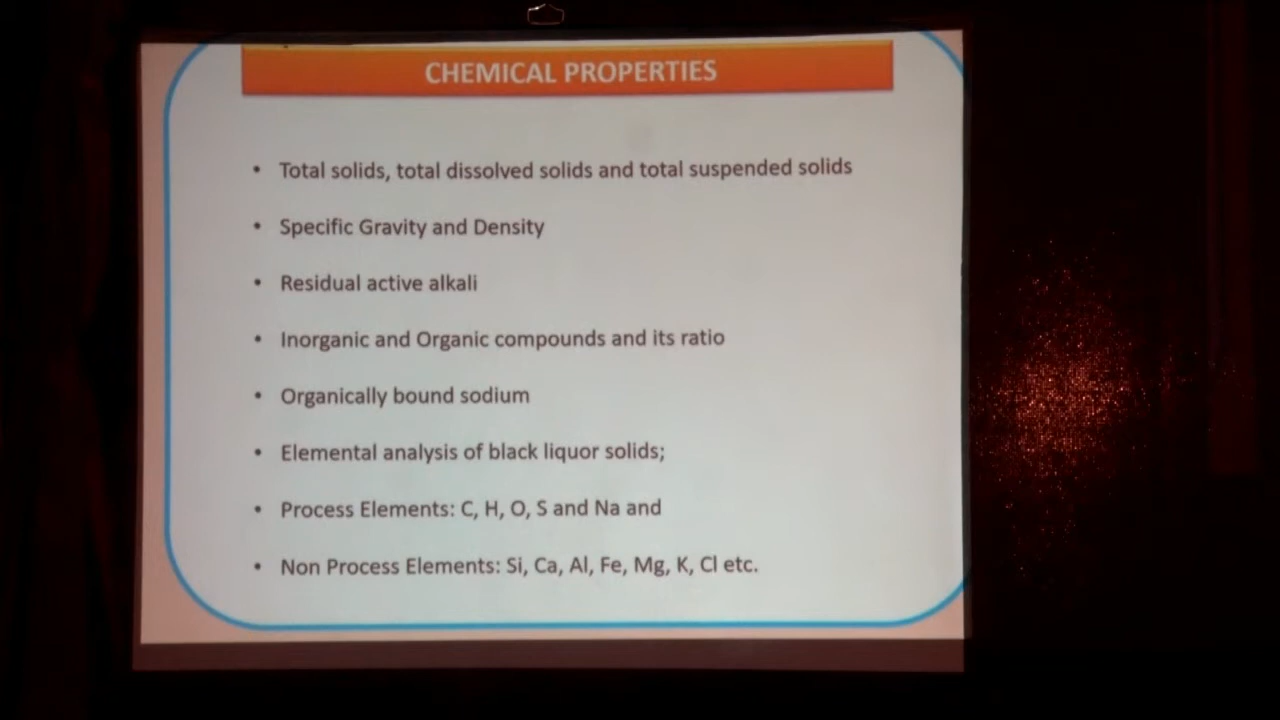 CHEMICAL PROPERTIES
• Total solids, total dissolved solids and total suspended solids
• Specific Gravity and Density
• Residual active alkali
• Inorganic and Organic compounds and its ratio
• Organically bound sodium
• Elemental analysis of black liquor solids;
• Process Elements: C, H, O, S and Na and
• Non Process Elements: Si, Ca, Al, Fe, Mg, K, Cl etc.